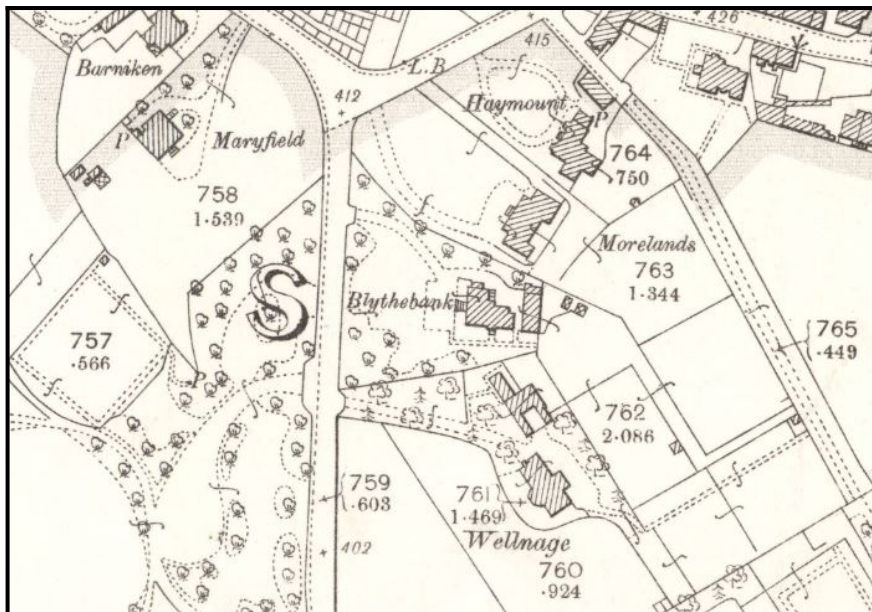 426
415
Barniken
L.B
412
Haymount
P
P
Maryfield
764
.750
758
1.539
Morelands
763
1.344
S
Blythebank
757
.566
765
.449
P
762
2.086
759
.603
761
1.469
Wellnage
402
760
.924